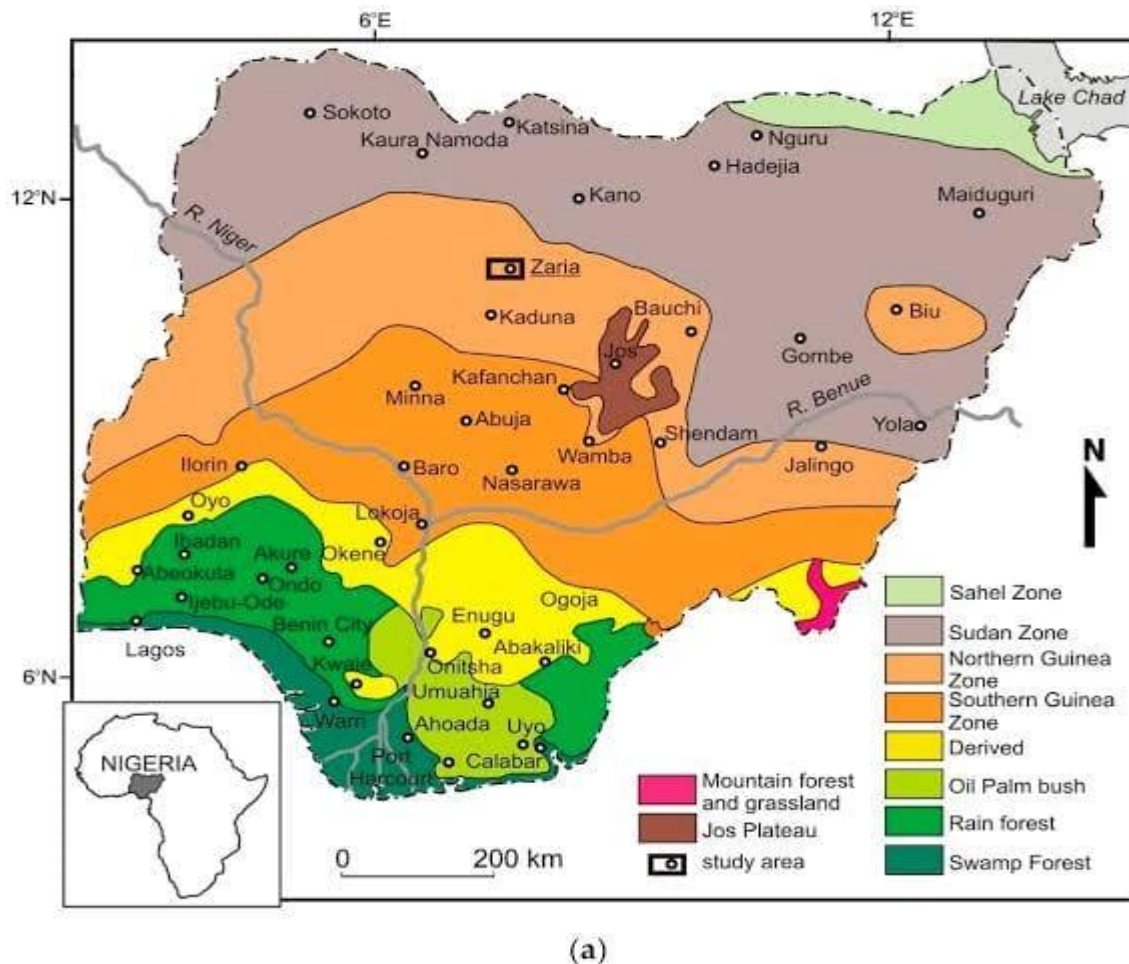 6°E
12°E
Lake Chad
Sokoto
Katsina
Kaura Namoda
Nguru
Hadejia
12°N
Kano
Maiduguri
R. Niger
Zaria
Kaduna
Bauchi
Biu
Jos
Gombe
Kafanchan
Minna
R. Benue
Abuja
Yola
Wamba
Shendam
Jalingo
N
Ilorin
Baro
Nasarawa
Oyo
Lokoja
Ibadan
Akure
Okene
Abeokuta
Ondo
Ijebu-Ode
Enugu
Ogoja
Benin City
Abakaliki
Lagos
Kwale
Onitsha
6°N
Umuahia
Warri
Ahoada
Uyo
Port
Harcourt
Calabar
NIGERIA
Sahel Zone
Sudan Zone
Northern Guinea
Zone
Southern Guinea
Zone
Derived
Oil Palm bush
Rain forest
Swamp Forest
Mountain forest
and grassland
Jos Plateau
study area
0
200 km
(a)